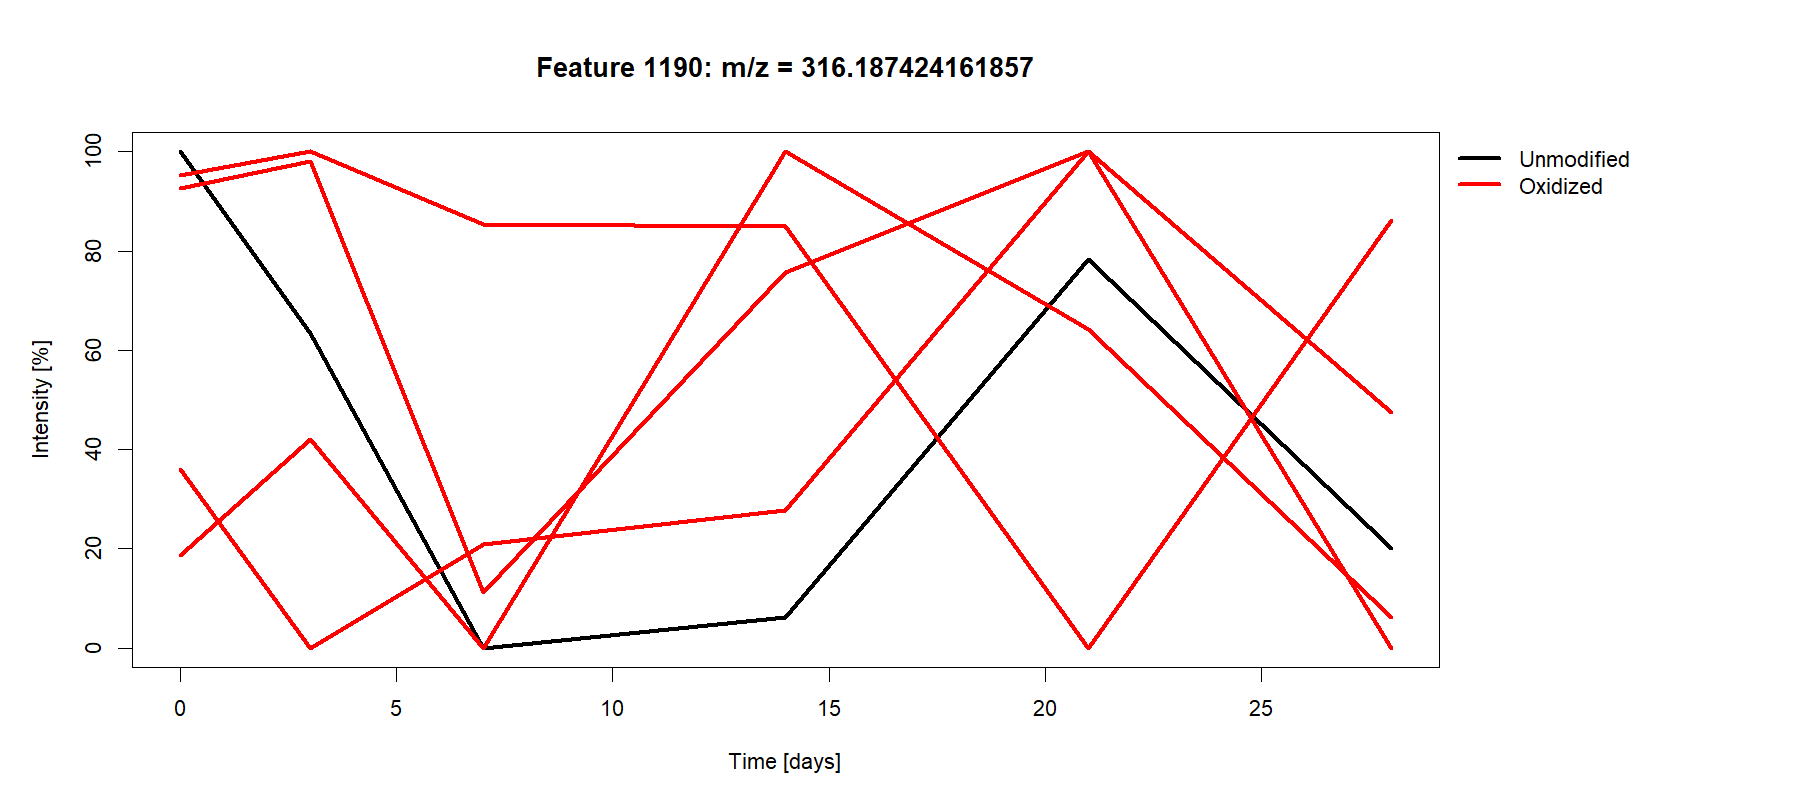 Feature 1190: m/z = 316.187424161857
Unmodified
Oxidized
Intensity [%]
100
80
60
40
20
0
0 5 10 15 20 25
Time [days]